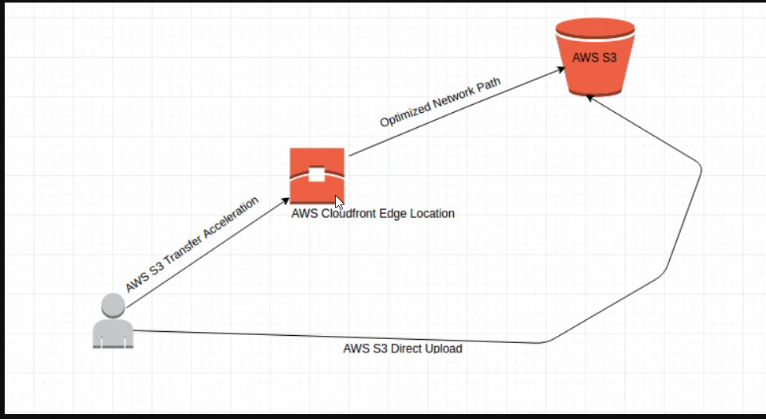 AWS S3
Optimized Network Path
AWS S3 Transfer Acceleration
AWS Cloudfront Edge Location
AWS S3 Direct Upload